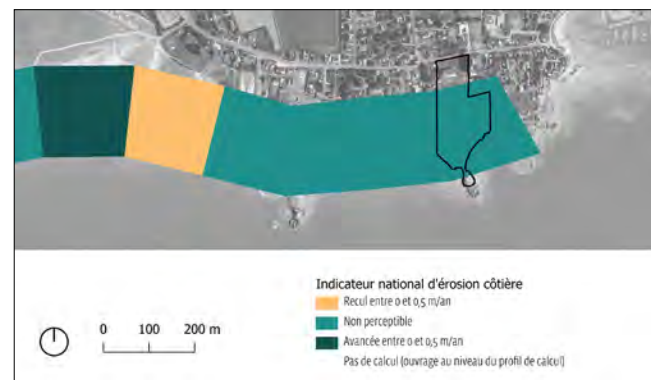 Indicateur national d'érosion côtière
Recul entre 0 et 0,5 m/an
Non perceptible
Avancée entre 0 et 0,5 m/an
Pas de calcul (ouvrage au niveau du profil de calcul)
0 100 200 m